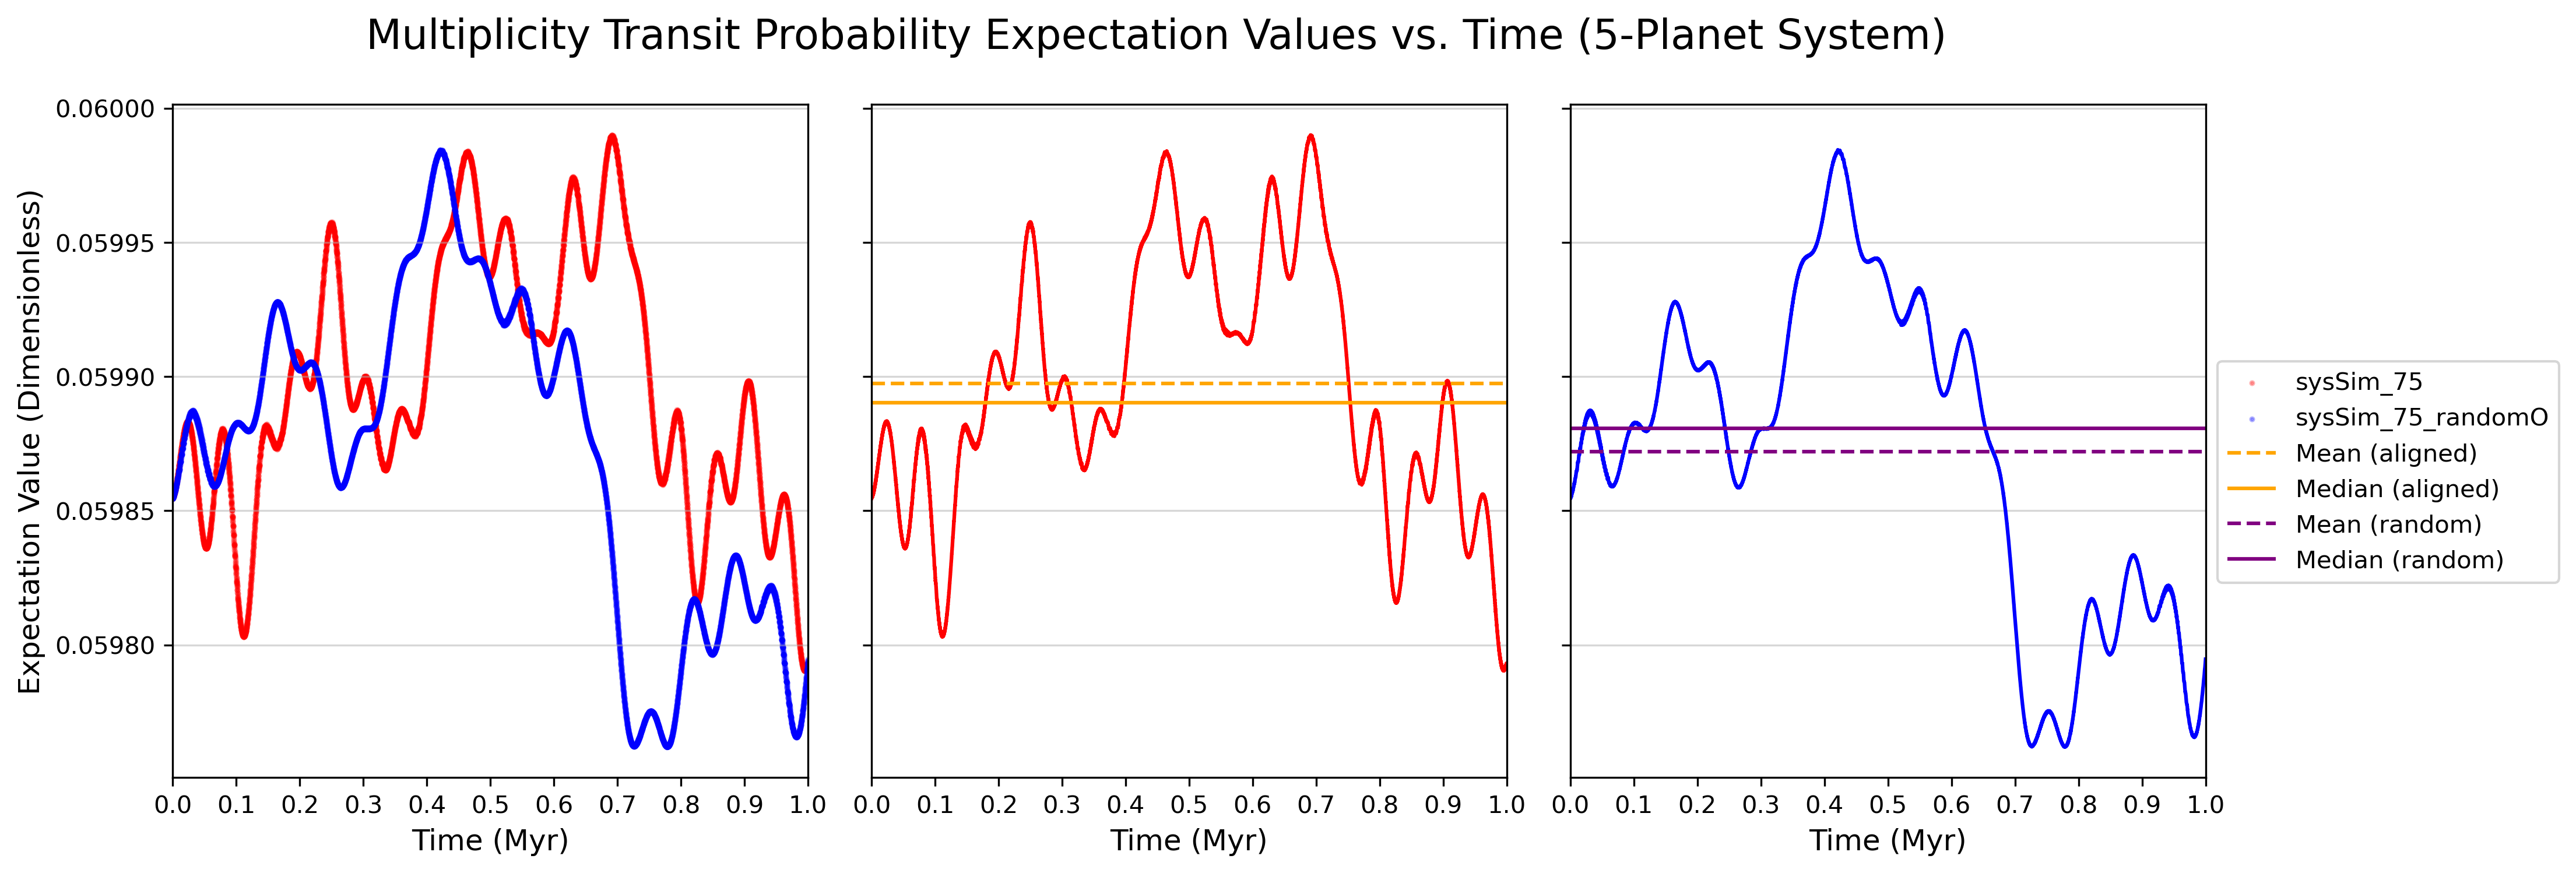 Multiplicity Transit Probability Expectation Values vs. Time (5-Planet System)
Expectation Value (Dimensionless)
0.06000
0.05995
0.05990
0.05985
0.05980
0.0 0.1 0.2 0.3 0.4 0.5 0.6 0.7 0.8 0.9 1.0
Time (Myr)
0.0 0.1 0.2 0.3 0.4 0.5 0.6 0.7 0.8 0.9 1.0
Time (Myr)
0.0 0.1 0.2 0.3 0.4 0.5 0.6 0.7 0.8 0.9 1.0
Time (Myr)
sysSim_75
sysSim_75_randomO
Mean (aligned)
Median (aligned)
Mean (random)
Median (random)